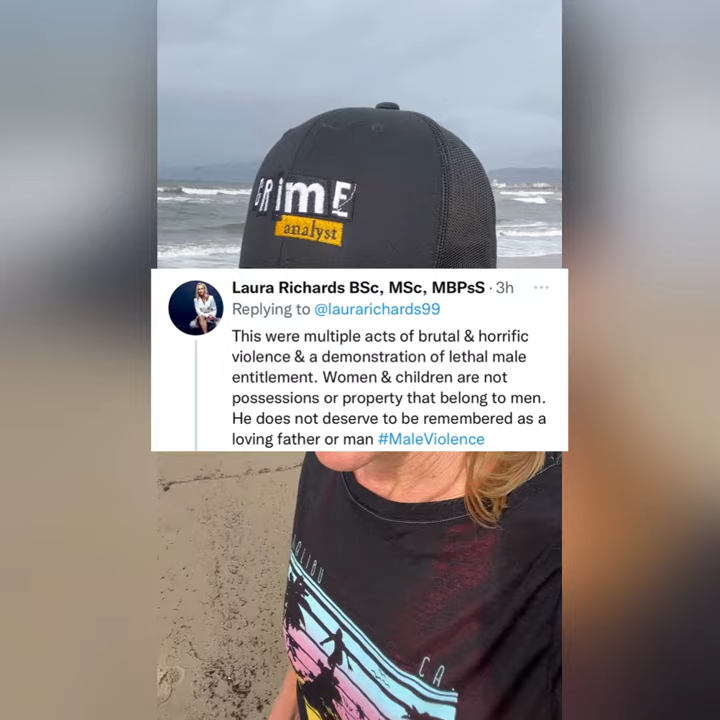 CRimE
analyst
Laura Richards BSc, MSc, MBPsS · 3h
Replying to @laurarichards99
This were multiple acts of brutal & horrific
violence & a demonstration of lethal male
entitlement. Women & children are not
possessions or property that belong to men.
He does not deserve to be remembered as a
loving father or man #MaleViolence
MALIBU
CA.